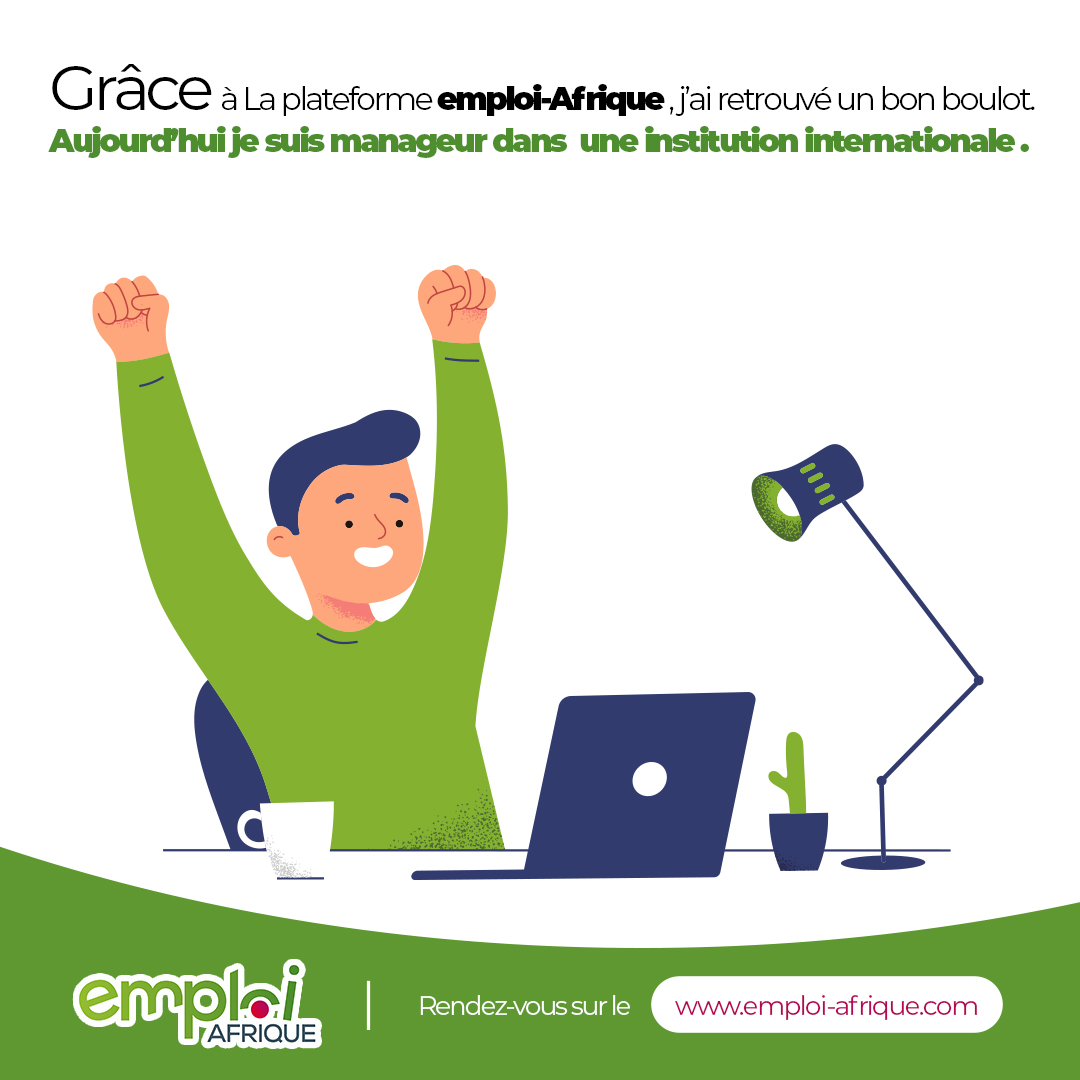 Grâce à La plateforme emploi-Afrique , j'ai retrouvé un bon boulot.
Aujourd'hui je suis manageur dans une institution internationale .
emploi
AFRIQUE
Rendez-vous sur le
www.emploi-afrique.com